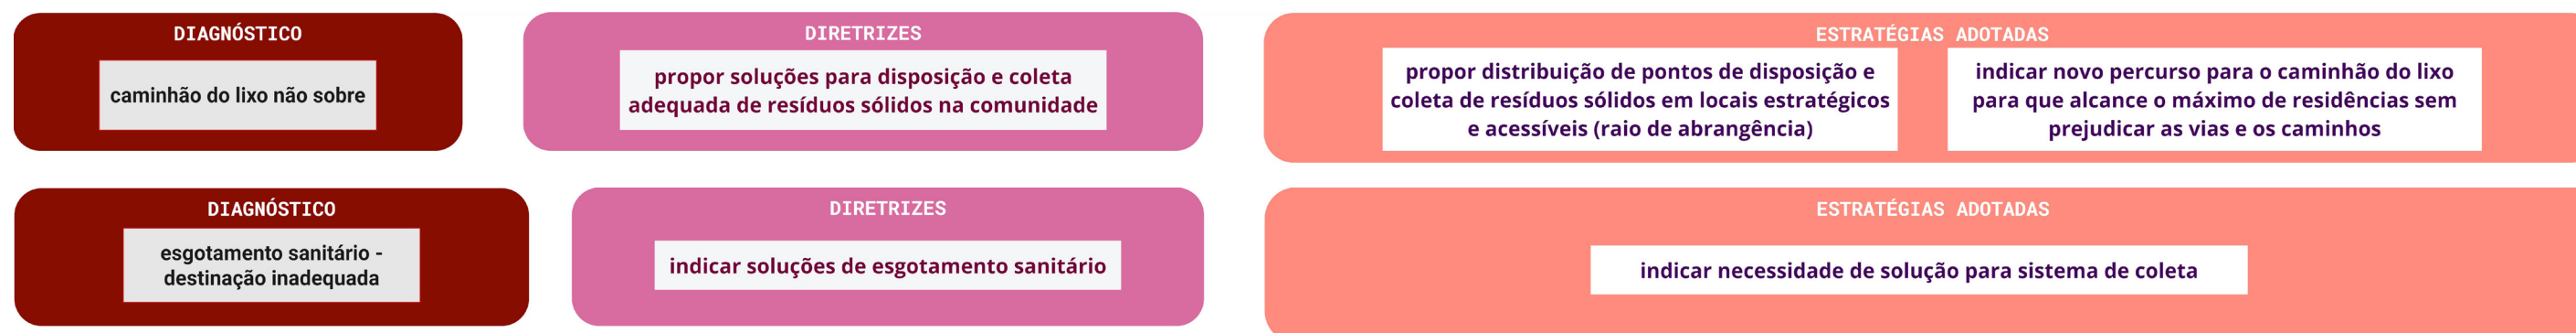 DIAGNÓSTICO
caminhão do lixo não sobre
DIRETRIZES
propor soluções para disposição e coleta
adequada de resíduos sólidos na comunidade
ESTRATÉGIAS ADOTADAS
propor distribuição de pontos de disposição e
coleta de resíduos sólidos em locais estratégicos
e acessíveis (raio de abrangência)
indicar novo percurso para o caminhão do lixo
para que alcance o máximo de residências sem
prejudicar as vias e os caminhos
DIAGNÓSTICO
esgotamento sanitário -
destinação inadequada
DIRETRIZES
indicar soluções de esgotamento sanitário
ESTRATÉGIAS ADOTADAS
indicar necessidade de solução para sistema de coleta